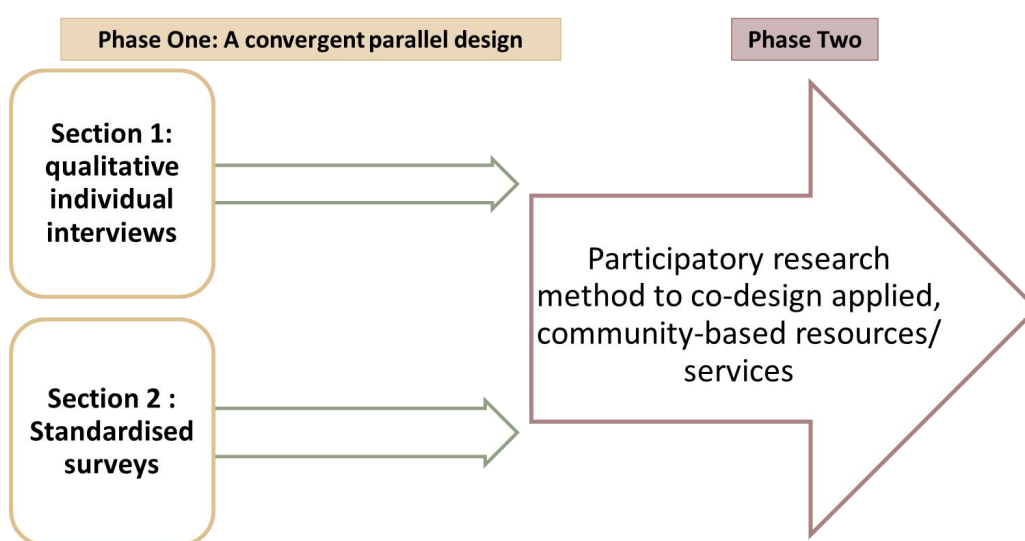 Phase One: A convergent parallel design
Phase Two
Section 1:
qualitative
individual
interviews
Section 2 :
Standardised
surveys
Participatory research
method to co-design applied,
community-based resources/
services